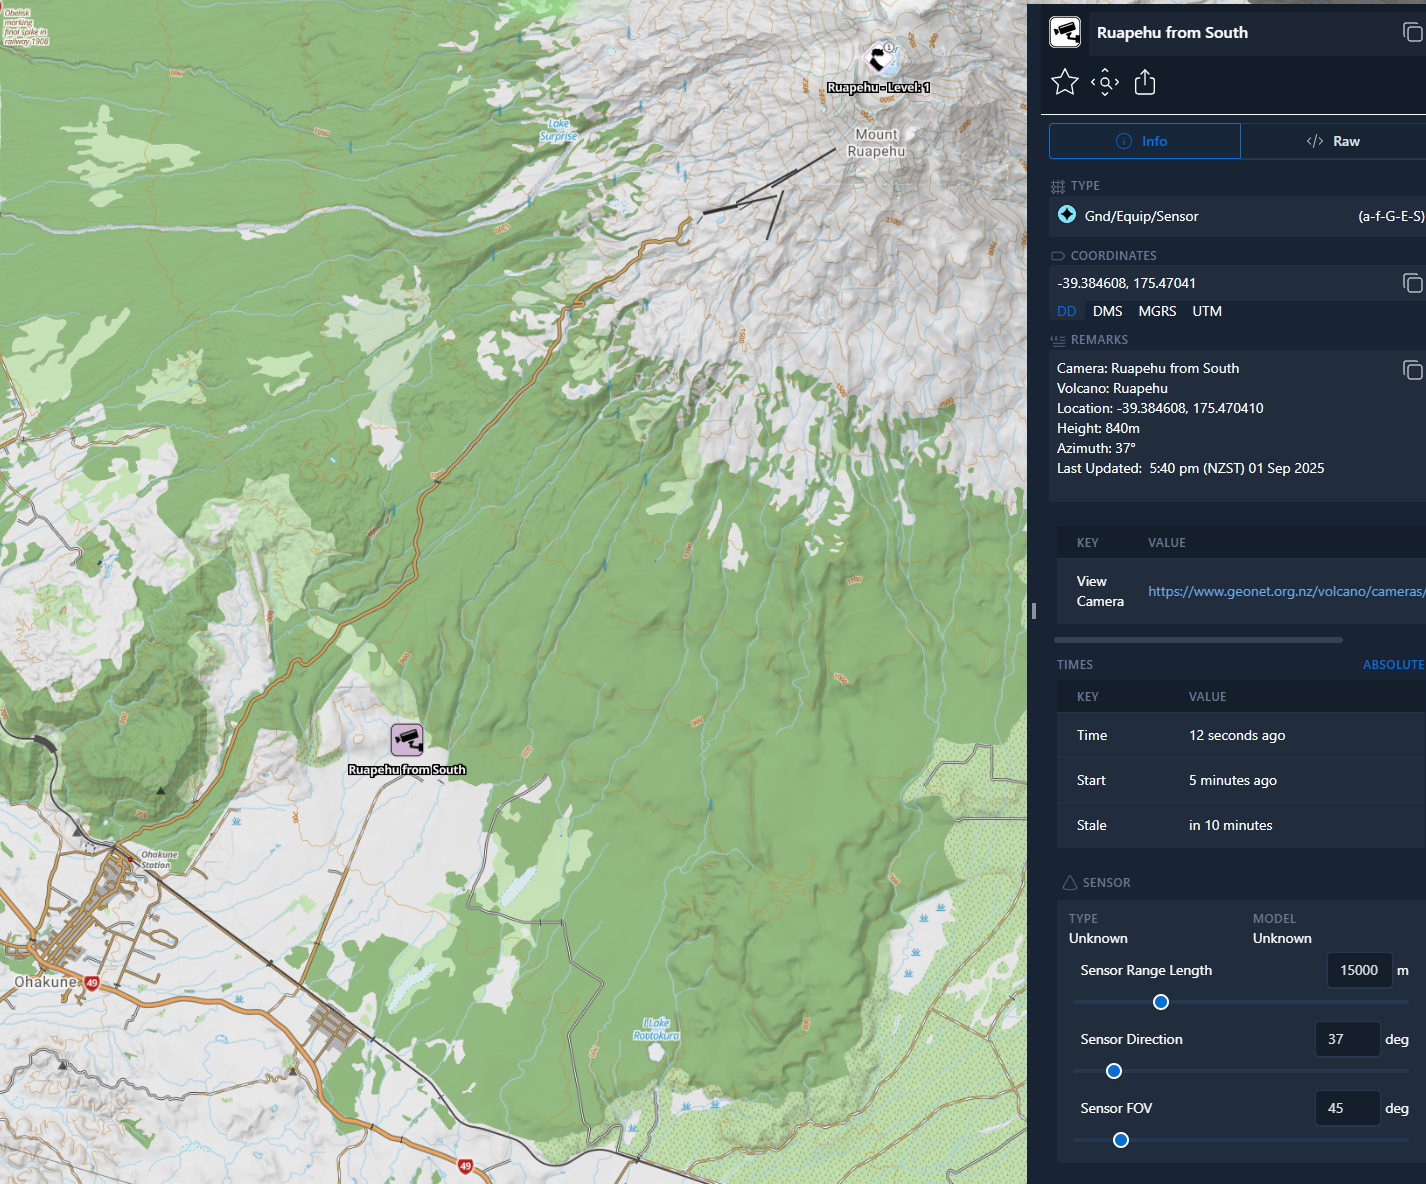 Obelisk
marking
final spike in
railway 1908
Ruapehu - Level: 1
Mount
Ruapehu
Lake
Surprise
Ruapehu from South
Ohakune
Station
Ohakune
49
Lake
Rotokura
49
Ruapehu from South
Info
Raw
TYPE
Gnd/Equip/Sensor (a-f-G-E-S)
COORDINATES
-39.384608, 175.47041
DD DMS MGRS UTM
REMARKS
Camera: Ruapehu from South
Volcano: Ruapehu
Location: -39.384608, 175.470410
Height: 840m
Azimuth: 37°
Last Updated: 5:40 pm (NZST) 01 Sep 2025
KEY VALUE
View
Camera
https://www.geonet.org.nz/volcano/cameras/
TIMES ABSOLUTE
KEY VALUE
Time 12 seconds ago
Start 5 minutes ago
Stale in 10 minutes
SENSOR
TYPE MODEL
Unknown Unknown
Sensor Range Length 15000 m
Sensor Direction 37 deg
Sensor FOV 45 deg